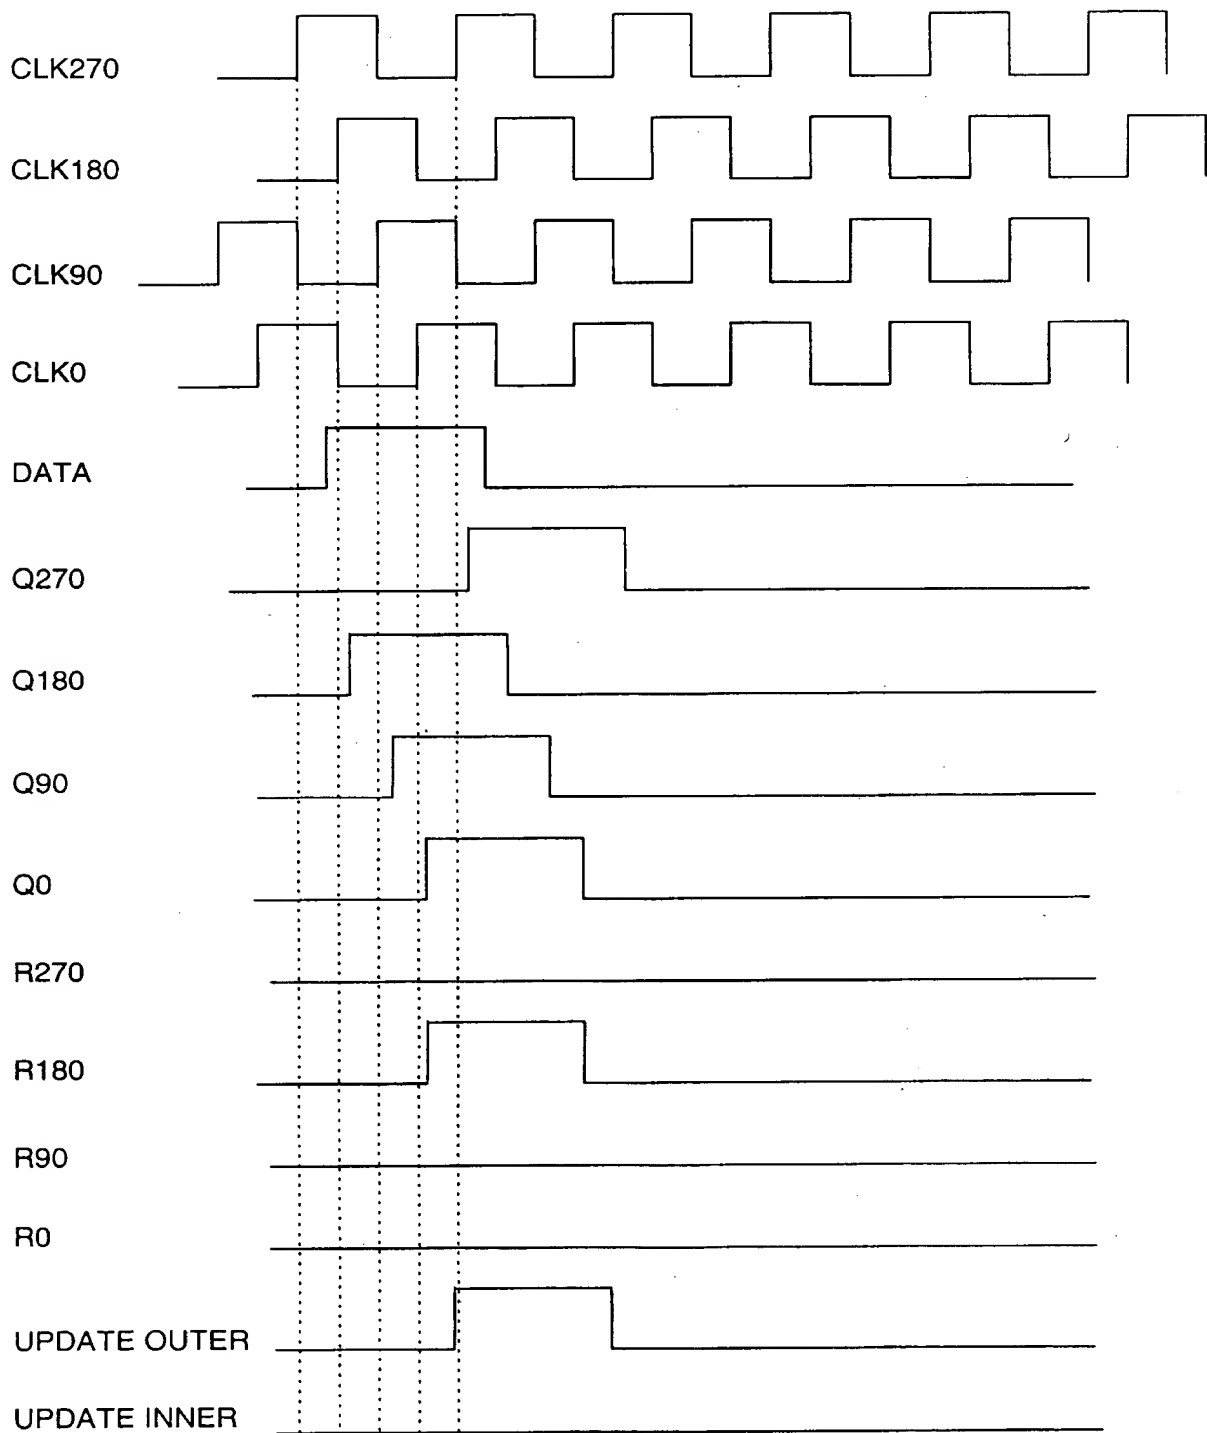 CLK270
CLK180
CLK90
CLK0
DATA
Q270
Q180
Q90
Q0
R270
R180
R90
R0
UPDATE OUTER
UPDATE INNER